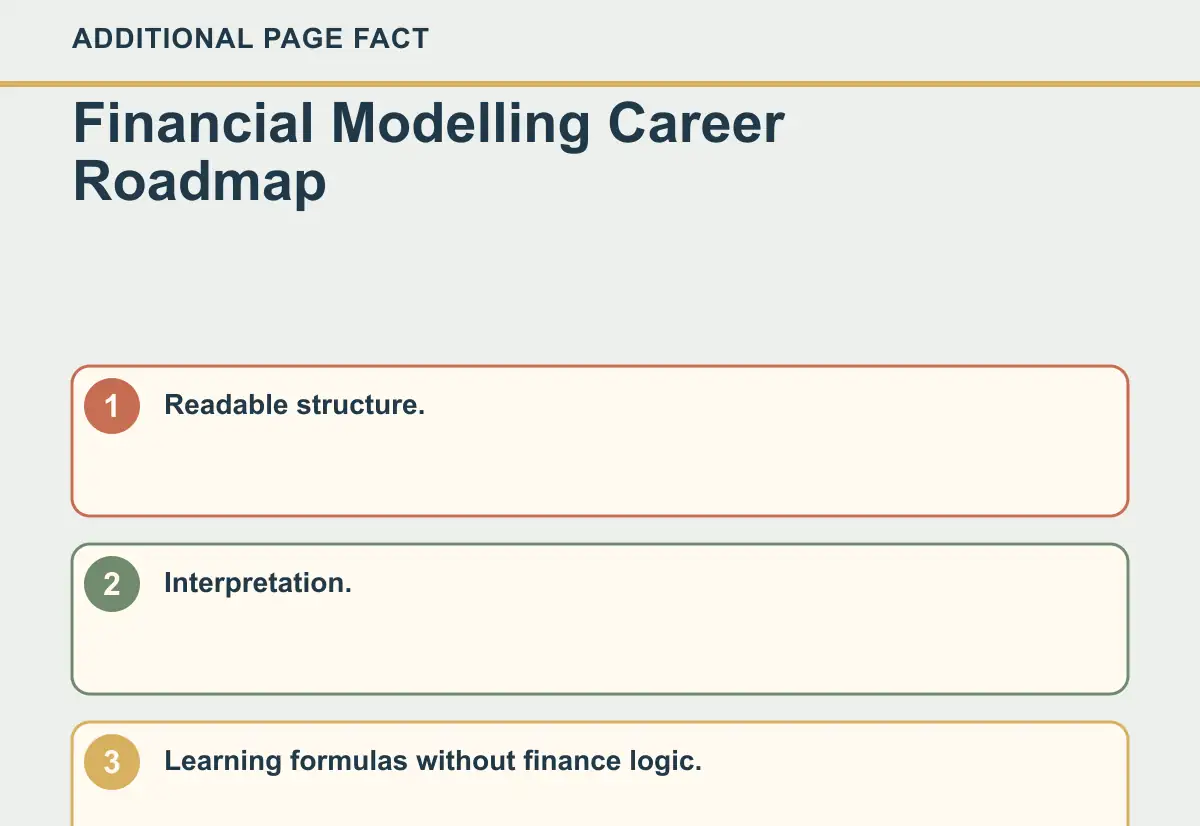 ADDITIONAL PAGE FACT
Financial Modelling Career
Roadmap
1 Readable structure.
2 Interpretation.
3 Learning formulas without finance logic.